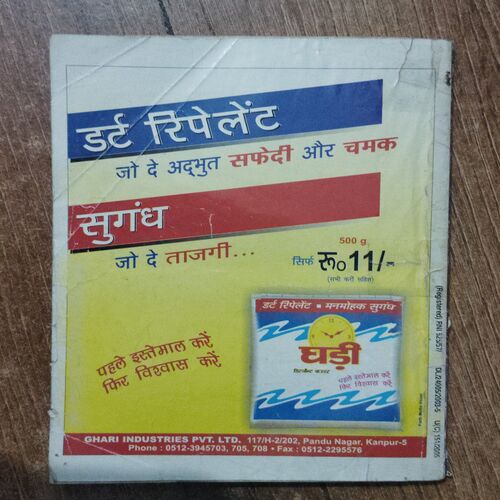 डर्ट रिपेलेंट
जो दे अद्भुत सफेदी और चमक
सुगंध
जो दे ताजगी...
500 g
सिर्फ रू0 11/-
(सभी करों सहित)
डर्ट रिपेलेंट ▪ मनमोहक सुगंध
घड़ी
डिटर्जेन्ट पाउडर
पहले इस्तेमाल करें
फिर विश्वास करें
पहले इस्तेमाल करें
फिर विश्वास करें
GHARI INDUSTRIES PVT. LTD. 117/H-2/202, Pandu Nagar, Kanpur-5
Phone : 0512-3945703, 705, 708 • Fax : 0512-2295576
(Registered)